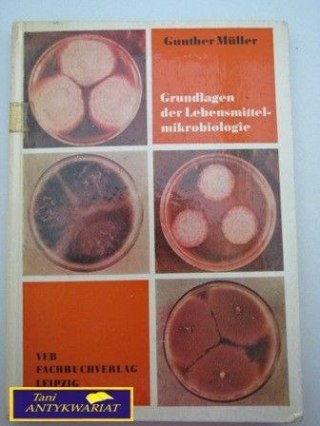 Gunther Müller
Grundlagen
der Lebensmittel-
mikrobiologie
VEB
FACHBUCHVERLAG
LEIPZIG
Tani
ANTYKWARIAT